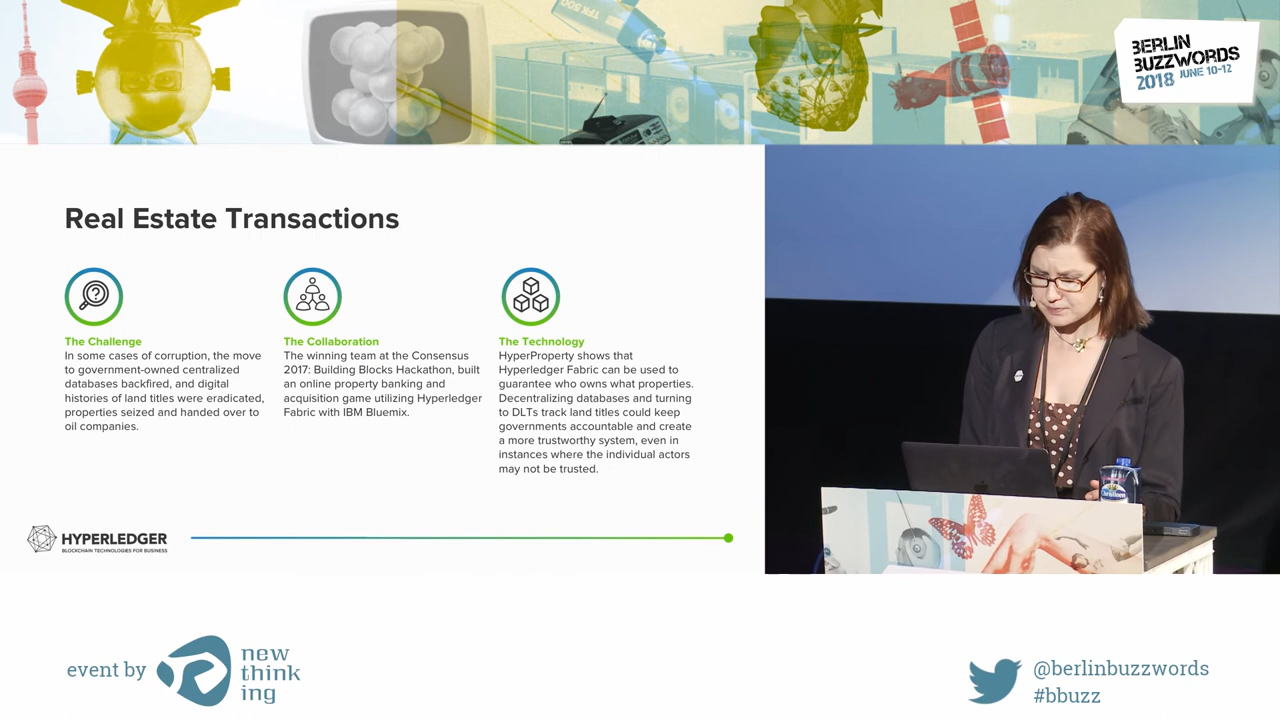 TFK 500
BERLIN
BUZZWORDS
2018 JUNE 10-12
Real Estate Transactions
The Challenge
In some cases of corruption, the move
to government-owned centralized
databases backfired, and digital
histories of land titles were eradicated,
properties seized and handed over to
oil companies.
The Collaboration
The winning team at the Consensus
2017: Building Blocks Hackathon, built
an online property banking and
acquisition game utilizing Hyperledger
Fabric with IBM Bluemix.
The Technology
HyperProperty shows that
Hyperledger Fabric can be used to
guarantee who owns what properties.
Decentralizing databases and turning
to DLTs track land titles could keep
governments accountable and create
a more trustworthy system, even in
instances where the individual actors
may not be trusted.
HYPERLEDGER
BLOCKCHAIN TECHNOLOGIES FOR BUSINESS
Christinen
event by
new
think
ing
@berlinbuzzwords
#bbuzz